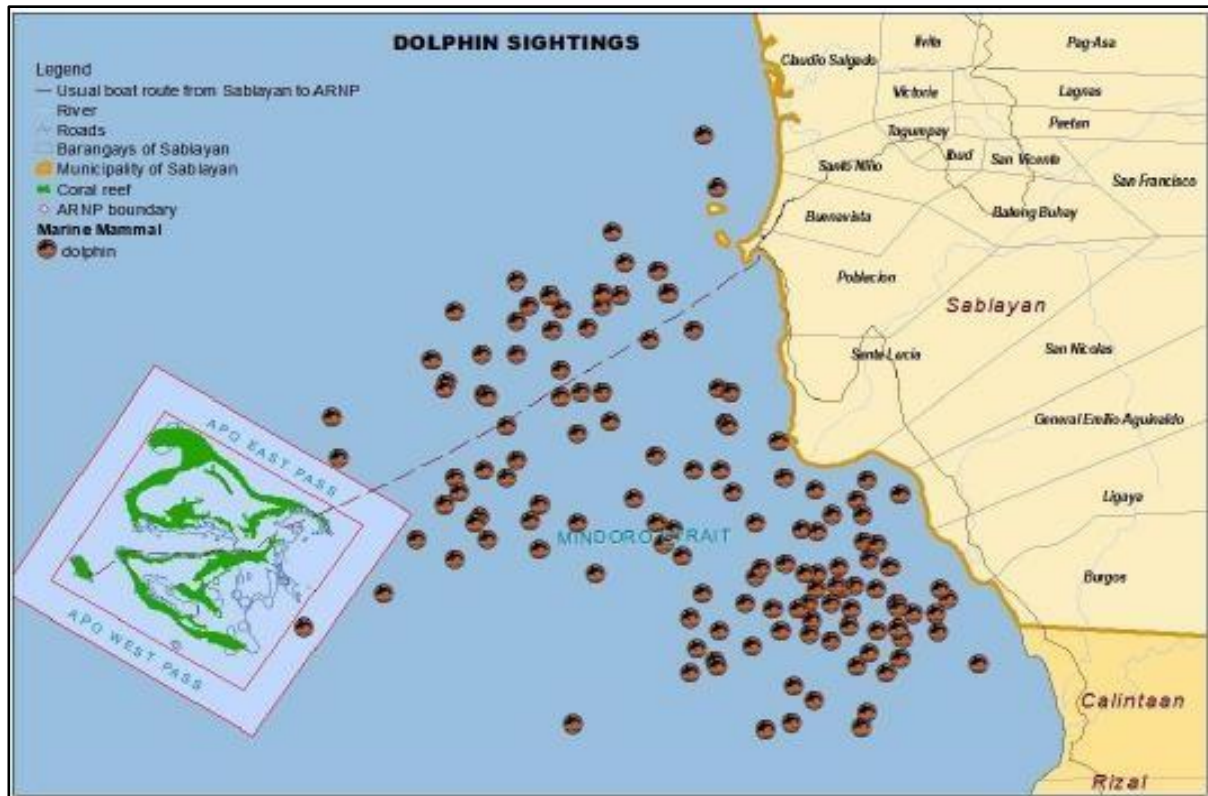 DOLPHIN SIGHTINGS
Legend
Usual boat route from Sablayan to ARNP
River
Roads
Barangays of Sablayan
Municipality of Sablayan
Coral reef
ARNP boundary
Marine Mammal
dolphin
Ilvita
Pag-Asa
Claudio Salgado
Victoria
Lagnas
Paetan
Tagumpay
Ibud
San Vicente
Santo Niño
San Francisco
Buenavista
Batong Buhay
Poblacion
Sablayan
Santa Lucia
San Nicolas
General Emilio Aguinaldo
APO EAST PASS
Ligaya
MINDORO STRAIT
Burgos
APO WEST PASS
Calintaan
Rizal